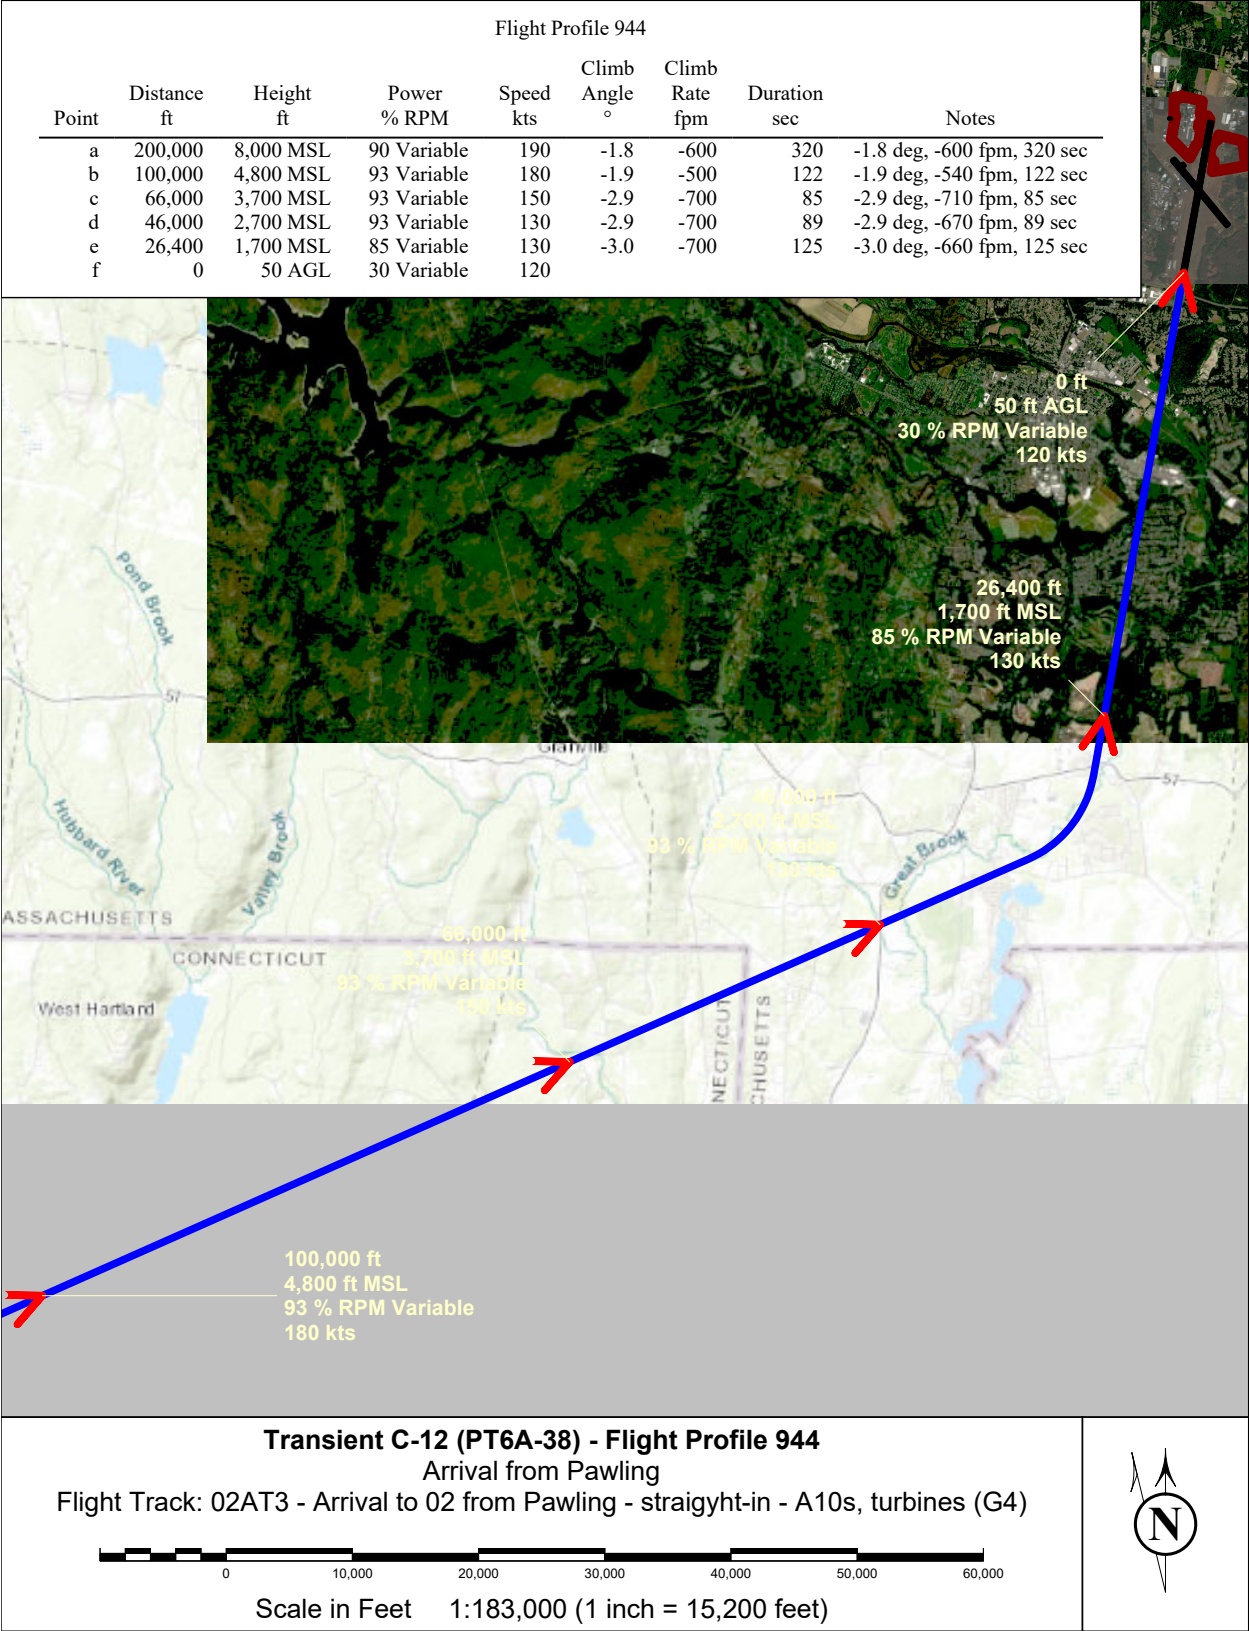 Flight Profile 944
Point Distance ft Height ft Power % RPM Speed kts Climb Angle ° Climb Rate fpm Duration sec Notes
a 200,000 8,000 MSL 90 Variable 190 -1.8 -600 320 -1.8 deg, -600 fpm, 320 sec
b 100,000 4,800 MSL 93 Variable 180 -1.9 -500 122 -1.9 deg, -540 fpm, 122 sec
c 66,000 3,700 MSL 93 Variable 150 -2.9 -700 85 -2.9 deg, -710 fpm, 85 sec
d 46,000 2,700 MSL 93 Variable 130 -2.9 -700 89 -2.9 deg, -670 fpm, 89 sec
e 26,400 1,700 MSL 85 Variable 130 -3.0 -700 125 -3.0 deg, -660 fpm, 125 sec
f 0 50 AGL 30 Variable 120
0 ft
50 ft AGL
30 % RPM Variable
120 kts
Pond Brook
26,400 ft
1,700 ft MSL
85 % RPM Variable
130 kts
57
Granville
57
Hubbard River
Valley Brook
46,000 ft
2,700 ft MSL
93 % RPM Variable
130 kts
Great Brook
ASSACHUSETTS
CONNECTICUT
66,000 ft
3,700 ft MSL
93 % RPM Variable
150 kts
West Hartland
NECTICUT
CHUSETTS
100,000 ft
4,800 ft MSL
93 % RPM Variable
180 kts
Transient C-12 (PT6A-38) - Flight Profile 944
Arrival from Pawling
Flight Track: 02AT3 - Arrival to 02 from Pawling - straigyht-in - A10s, turbines (G4)
0 10,000 20,000 30,000 40,000 50,000 60,000
Scale in Feet 1:183,000 (1 inch = 15,200 feet)
N